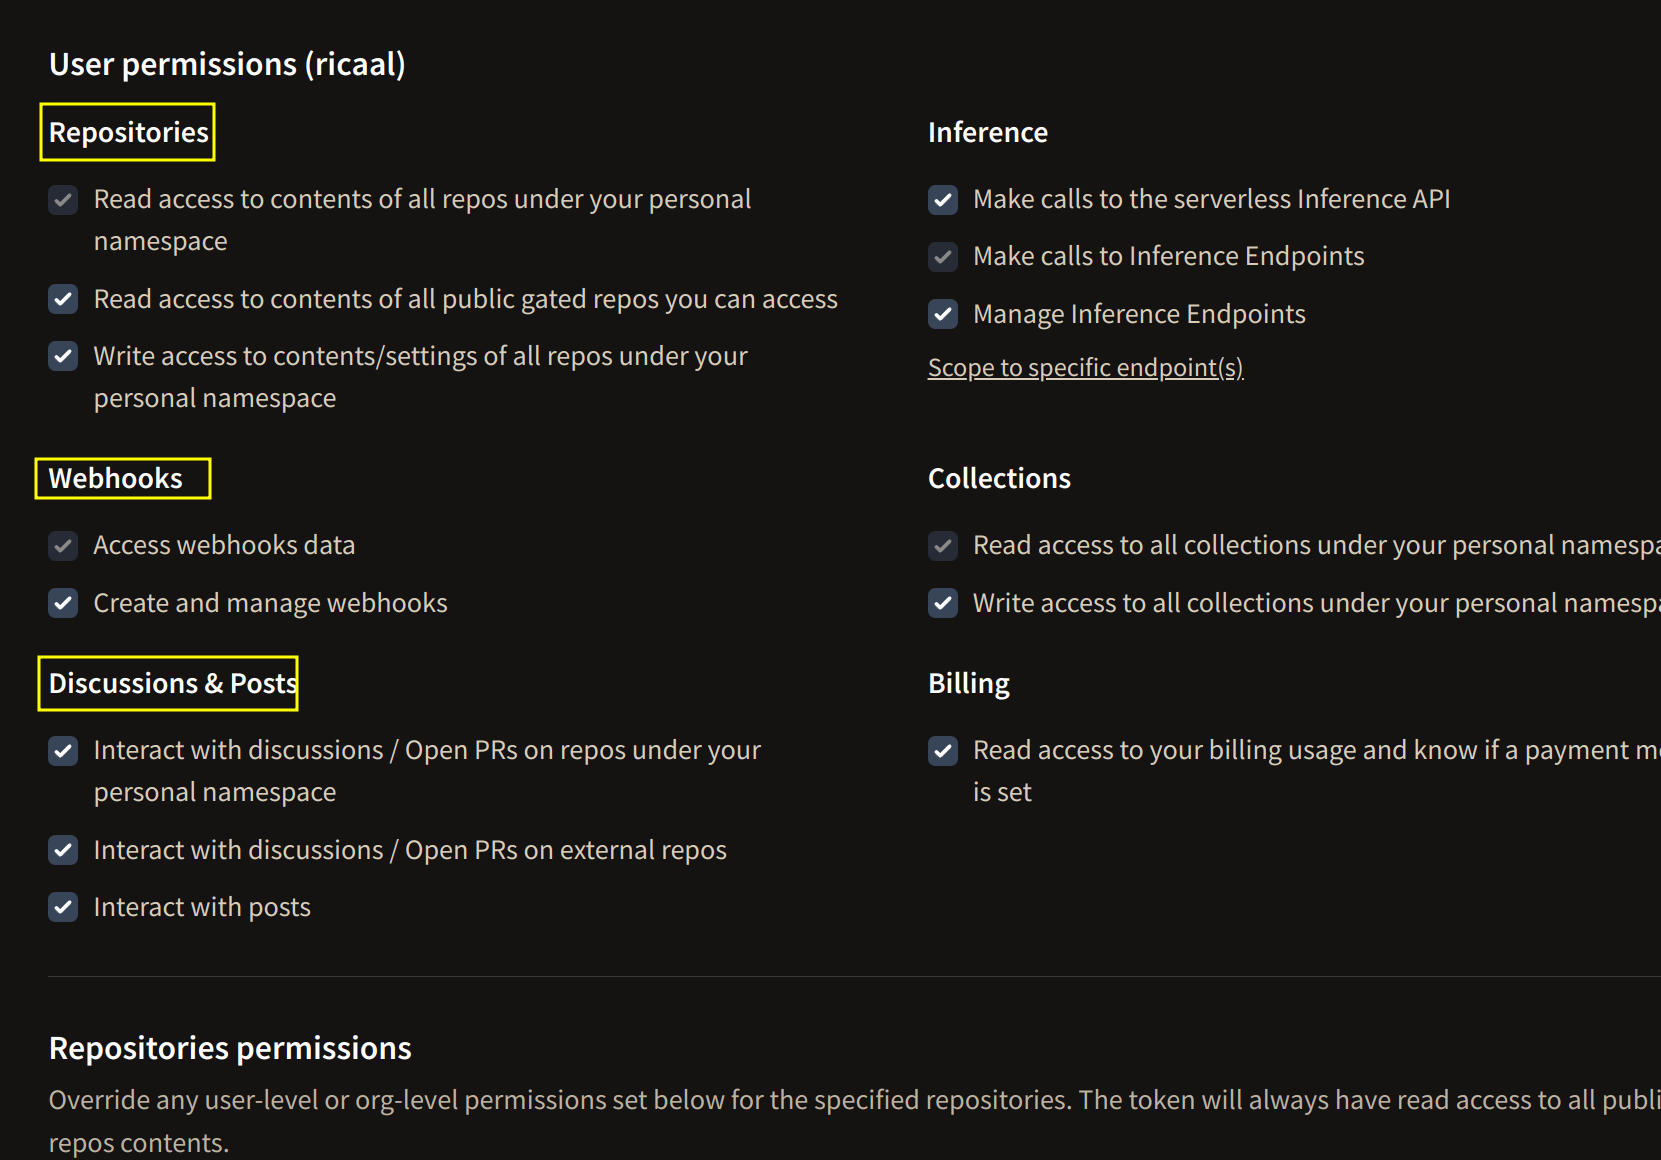 User permissions (ricaal)
Repositories
Read access to contents of all repos under your personal
namespace
Read access to contents of all public gated repos you can access
Write access to contents/settings of all repos under your
personal namespace
Inference
Make calls to the serverless Inference API
Make calls to Inference Endpoints
Manage Inference Endpoints
Scope to specific endpoint(s)
Webhooks
Access webhooks data
Create and manage webhooks
Collections
Read access to all collections under your personal namespa
Write access to all collections under your personal namespa
Discussions & Posts
Interact with discussions / Open PRs on repos under your
personal namespace
Interact with discussions / Open PRs on external repos
Interact with posts
Billing
Read access to your billing usage and know if a payment me
is set
Repositories permissions
Override any user-level or org-level permissions set below for the specified repositories. The token will always have read access to all publi
repos contents.